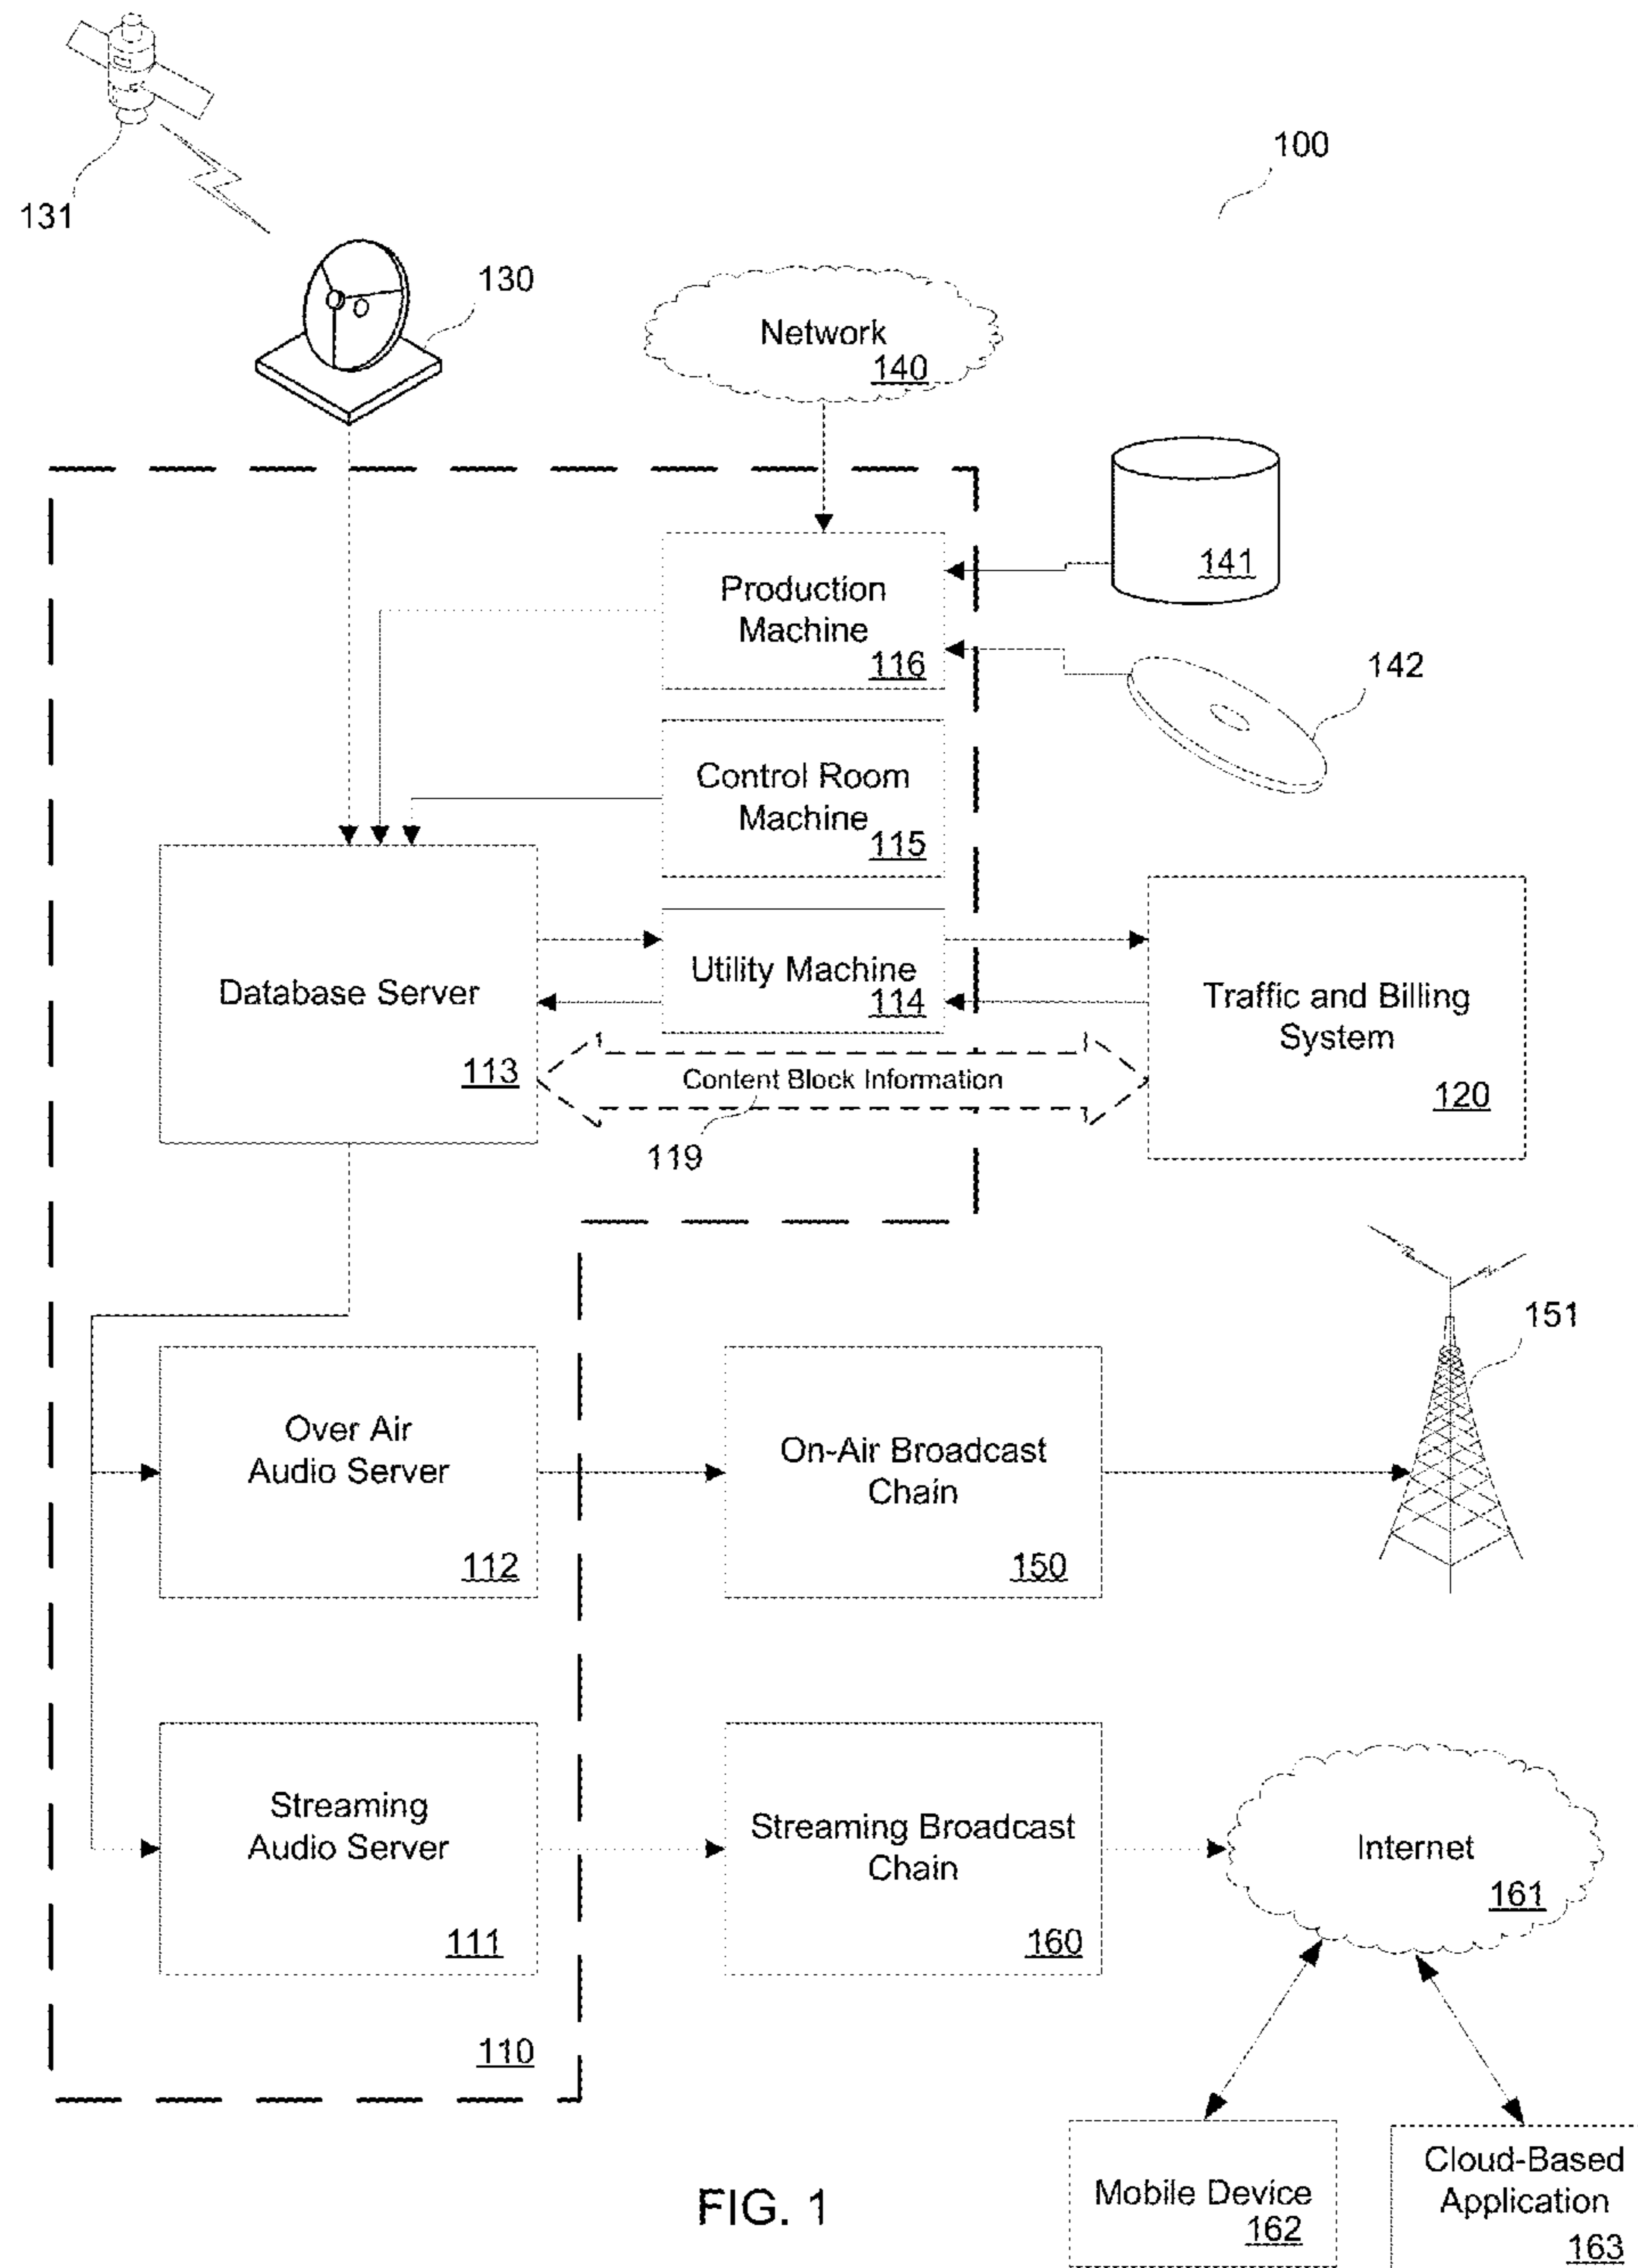 100
131
130
Network
140
141
Production
Machine
116
142
Control Room
Machine
115
Database Server
113
Utility Machine
114
Traffic and Billing
System
120
Content Block Information
119
151
Over Air
Audio Server
112
On-Air Broadcast
Chain
150
Streaming
Audio Server
111
Streaming Broadcast
Chain
160
Internet
161
110
Mobile Device
162
Cloud-Based
Application
163
FIG. 1